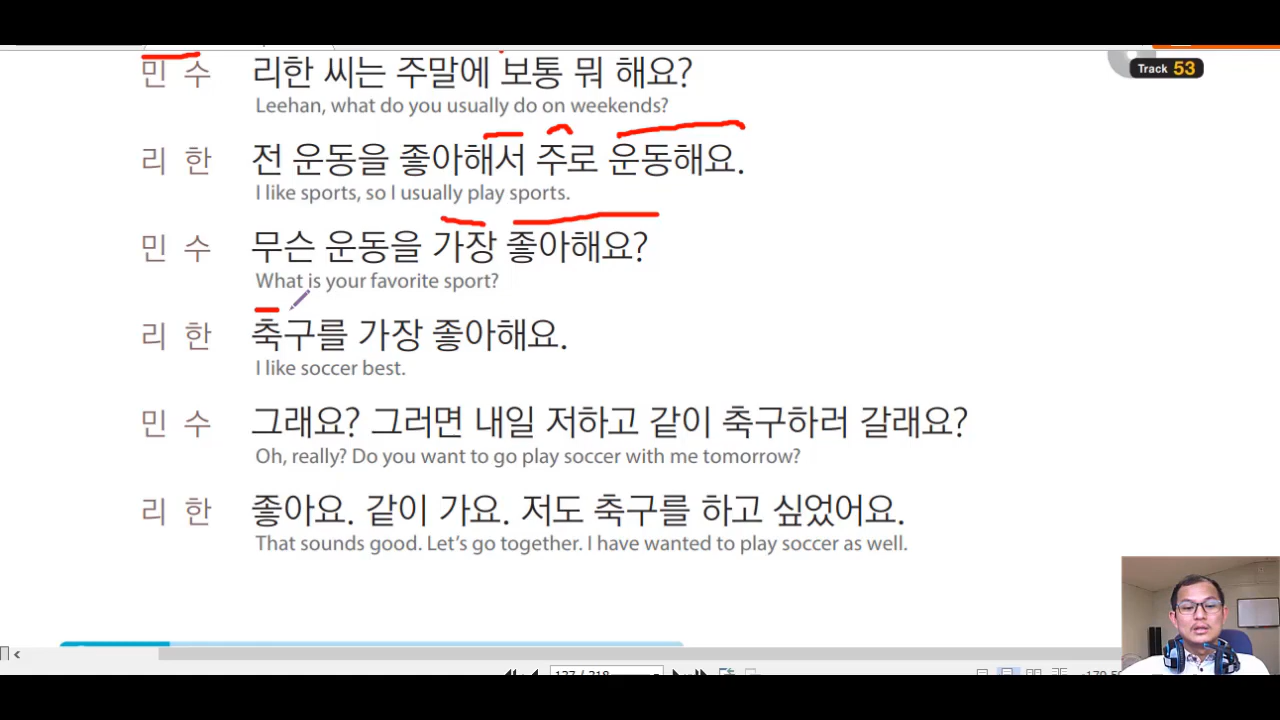 Track 53
민 수 리한 씨는 주말에 보통 뭐 해요?
Leehan, what do you usually do on weekends?
리 한 전 운동을 좋아해서 주로 운동해요.
I like sports, so I usually play sports.
민 수 무슨 운동을 가장 좋아해요?
What is your favorite sport?
리 한 축구를 가장 좋아해요.
I like soccer best.
민 수 그래요? 그러면 내일 저하고 같이 축구하러 갈래요?
Oh, really? Do you want to go play soccer with me tomorrow?
리 한 좋아요. 같이 가요. 저도 축구를 하고 싶었어요.
That sounds good. Let's go together. I have wanted to play soccer as well.
137 / 318